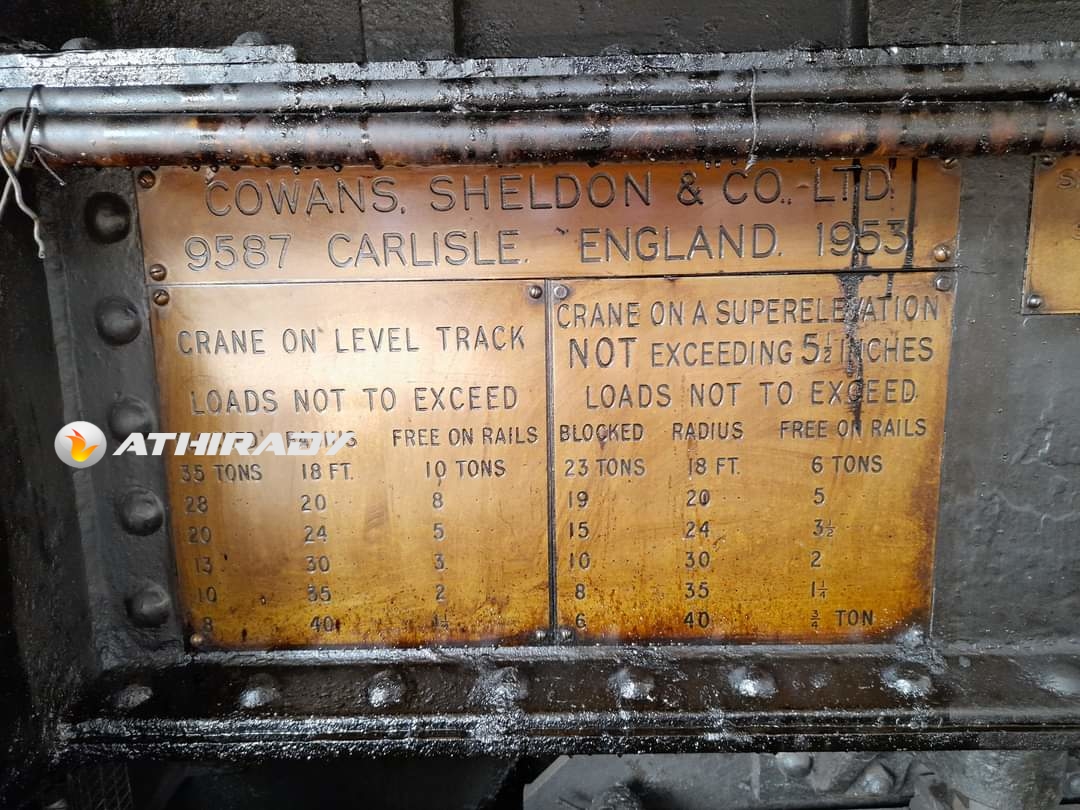 COWANS, SHELDON & CO., LTD.
9587 CARLISLE. ENGLAND. 1953
CRANE ON LEVEL TRACK
LOADS NOT TO EXCEED
FREE ON RAILS
35 TONS 18 FT. 10 TONS
28 20 8
20 24 5
13 30 3
10 35 2
8 40 1½
CRANE ON A SUPERELEVATION
NOT EXCEEDING 5½ INCHES
LOADS NOT TO EXCEED
BLOCKED RADIUS FREE ON RAILS
23 TONS 18 FT. 6 TONS
19 20 5
15 24 3½
10 30 2
8 35 1¼
6 40 ¾ TON
ATHIRADY